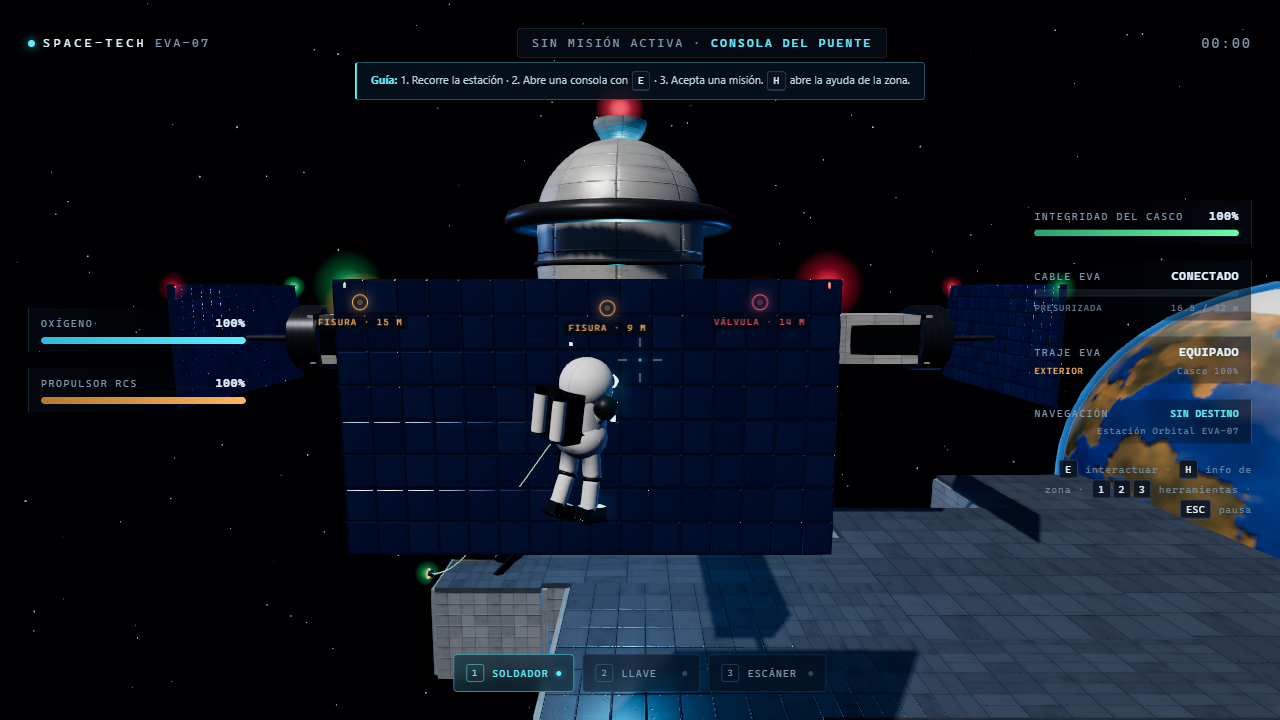 SPACE-TECH EVA-07
SIN MISIÓN ACTIVA · CONSOLA DEL PUENTE
00:00
Guía: 1. Recorre la estación · 2. Abre una consola con E · 3. Acepta una misión. H abre la ayuda de la zona.
INTEGRIDAD DEL CASCO 100%
CABLE EVA CONECTADO
PRESURIZADA 16.5 / 32 m
OXÍGENO 100%
PROPULSOR RCS 100%
FISURA · 15 M
FISURA · 9 M
VÁLVULA · 14 M
TRAJE EVA EQUIPADO
EXTERIOR Casco 100%
NAVEGACIÓN SIN DESTINO
Estación Orbital EVA-07
E interactuar · H info de
zona · 1 2 3 herramientas ·
ESC pausa
1 SOLDADOR
2 LLAVE
3 ESCÁNER